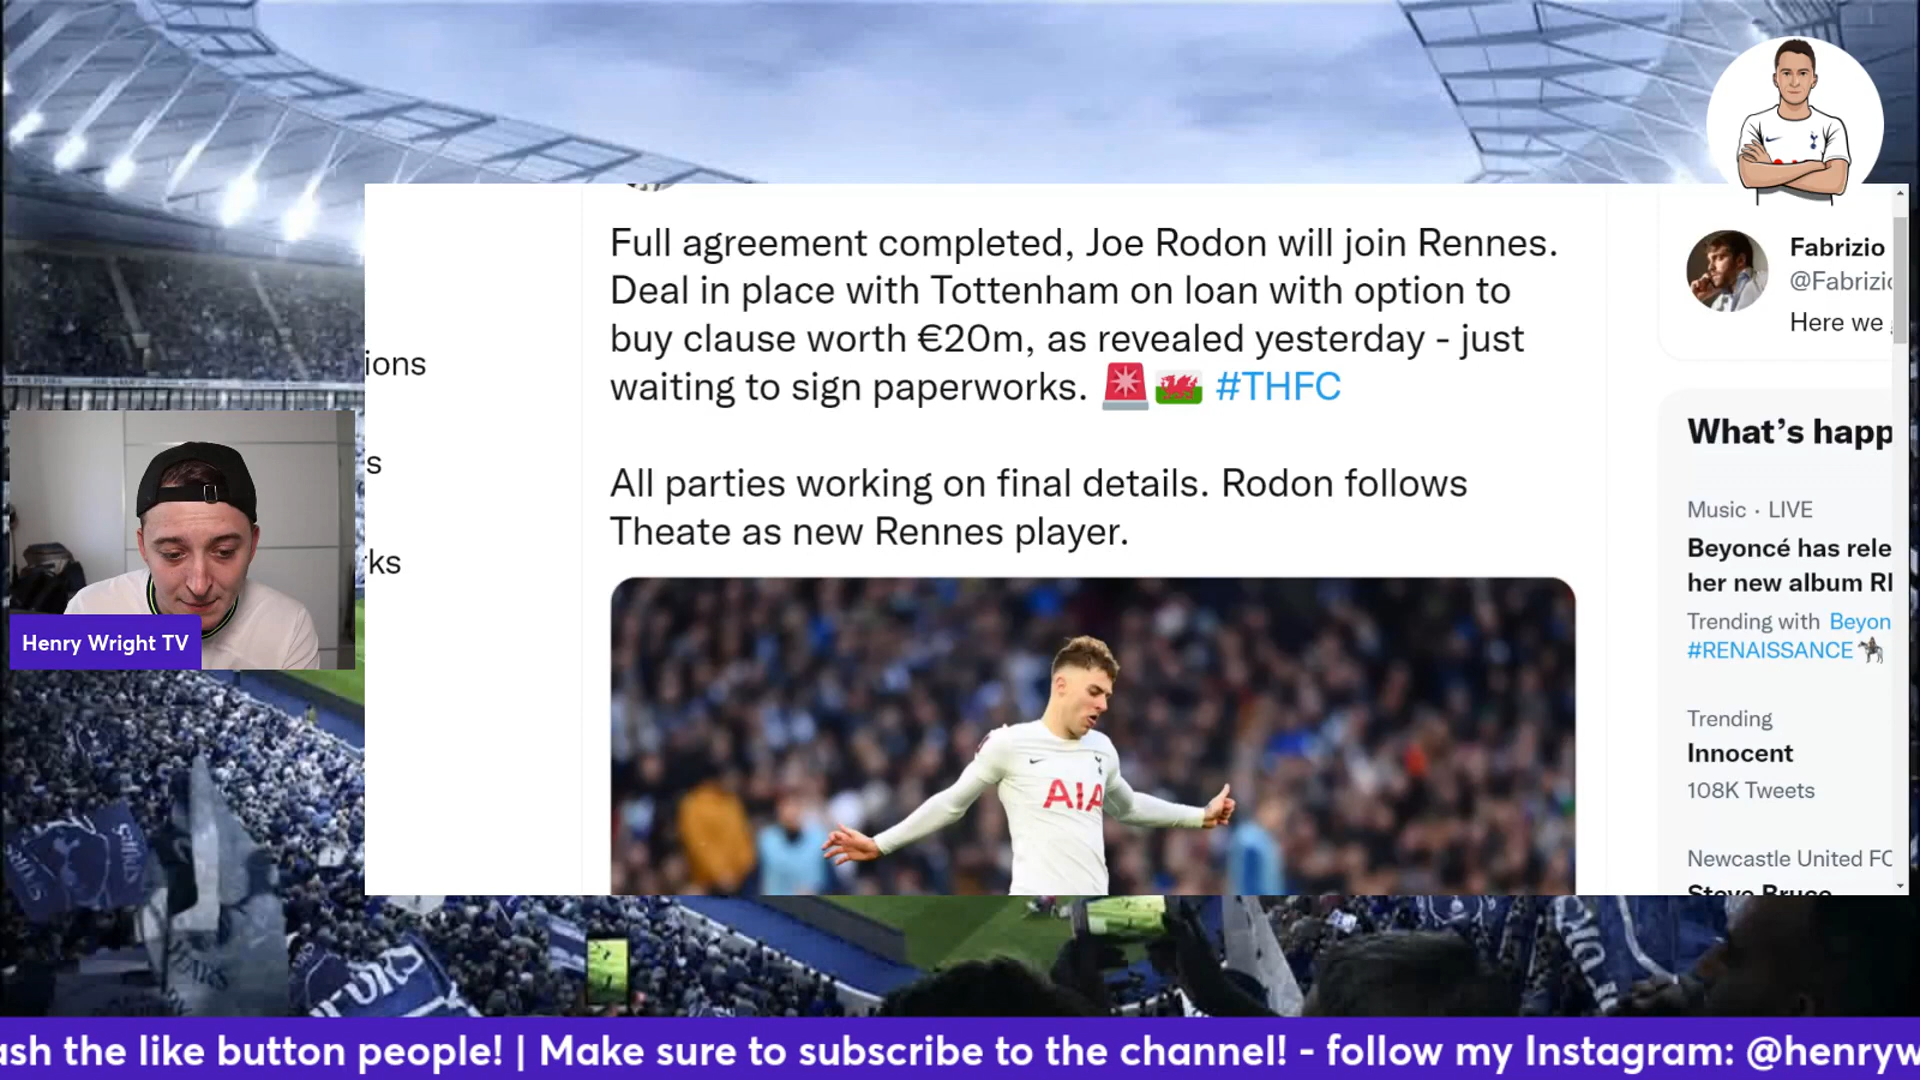 Full agreement completed, Joe Rodon will join Rennes.
Deal in place with Tottenham on loan with option to
buy clause worth €20m, as revealed yesterday - just
waiting to sign paperworks. 🚨🏴󠁧󠁢󠁷󠁬󠁳󠁿 #THFC
All parties working on final details. Rodon follows
Theate as new Rennes player.
AIA
ions
s
ks
Henry Wright TV
Fabrizio
@Fabrizio
Here we
What's happ
Music · LIVE
Beyoncé has rele
her new album RI
Trending with Beyon
#RENAISSANCE
Trending
Innocent
108K Tweets
Newcastle United FC
Steve Bruce
ash the like button people! | Make sure to subscribe to the channel! - follow my Instagram: @henryw